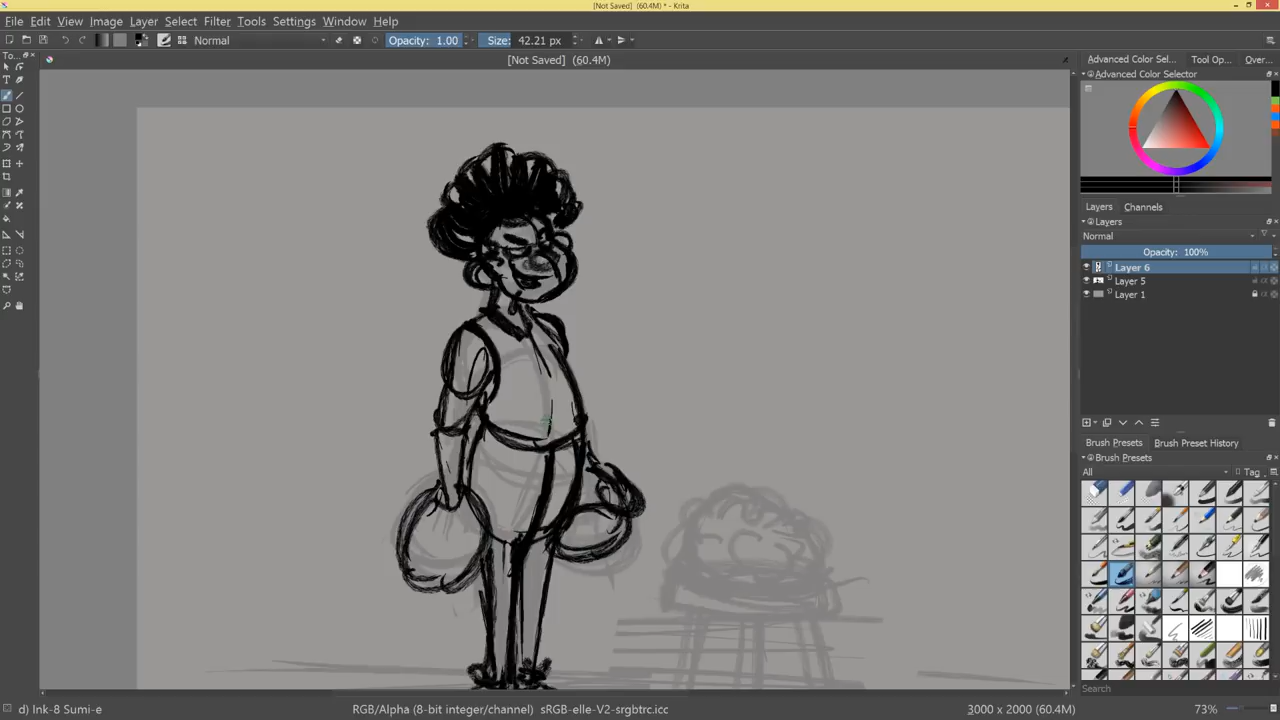 [Not Saved]  (60.4M) * - Krita
File Edit View Image Layer Select Filter Tools Settings Window Help
Normal Opacity: 1.00 Size: 42.21 px
To... [Not Saved]  (60.4M) Advanced Color Sel... Tool Op... Over...
Advanced Color Selector
Layers Channels
Layers
Normal
Opacity: 100%
Layer 6
Layer 5
Layer 1
Brush Presets Brush Preset History
Brush Presets
All Tag
Search
d) Ink-8 Sumi-e RGB/Alpha (8-bit integer/channel)  sRGB-elle-V2-srgbtrc.icc 3000 x 2000 (60.4M) 73%